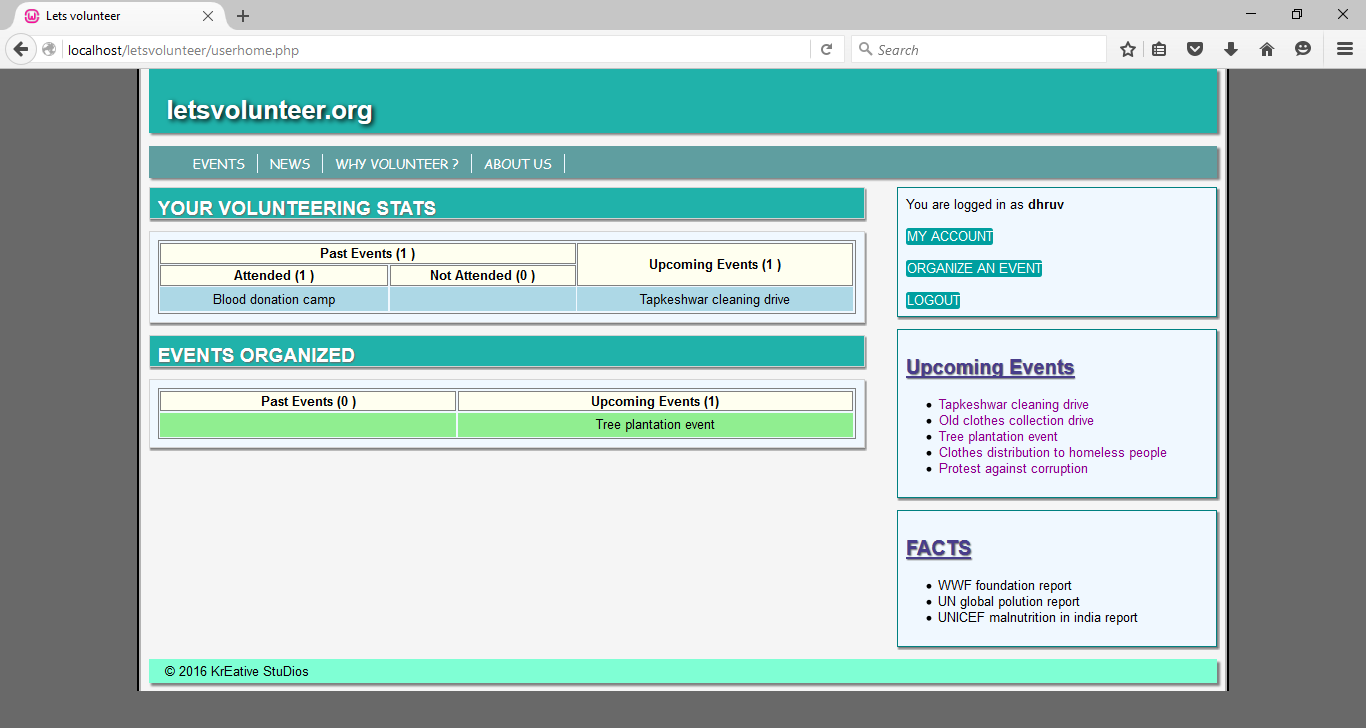 Lets volunteer
localhost/letsvolunteer/userhome.php
Search
letsvolunteer.org
EVENTS NEWS WHY VOLUNTEER ? ABOUT US
YOUR VOLUNTEERING STATS
Past Events (1 )
Upcoming Events (1 )
Attended (1 ) Not Attended (0 )
Blood donation camp Tapkeshwar cleaning drive
EVENTS ORGANIZED
Past Events (0 ) Upcoming Events (1)
Tree plantation event
You are logged in as dhruv
MY ACCOUNT
ORGANIZE AN EVENT
LOGOUT
Upcoming Events
Tapkeshwar cleaning drive
Old clothes collection drive
Tree plantation event
Clothes distribution to homeless people
Protest against corruption
FACTS
WWF foundation report
UN global polution report
UNICEF malnutrition in india report
© 2016 KrEative StuDios